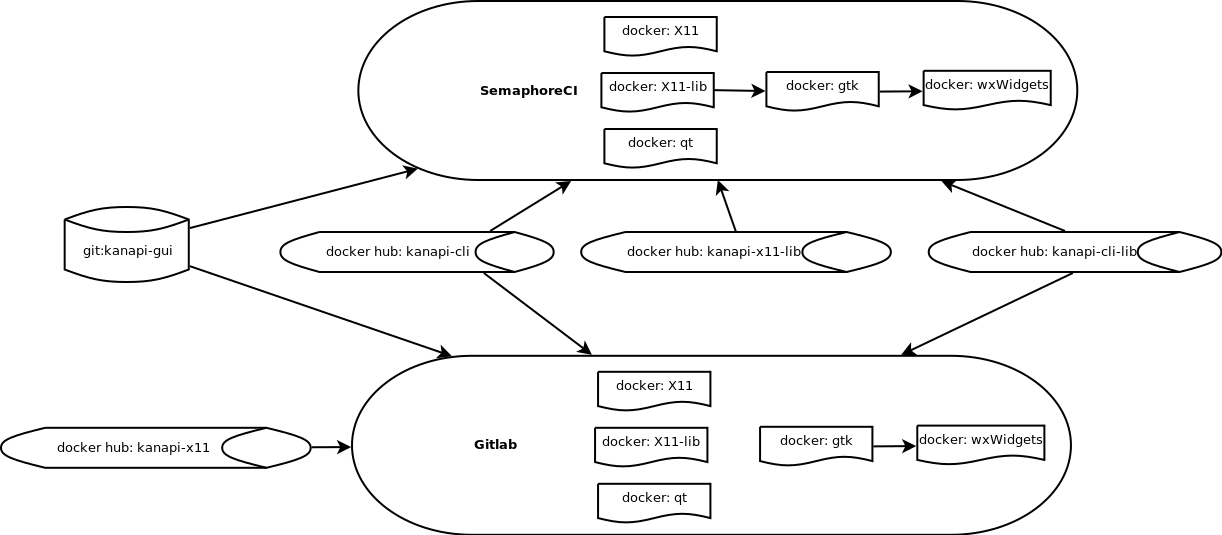 docker: X11
SemaphoreCI
docker: X11-lib
docker: gtk
docker: wxWidgets
docker: qt
git:kanapi-gui
docker hub: kanapi-cli
docker hub: kanapi-x11-lib
docker hub: kanapi-cli-lib
docker: X11
docker hub: kanapi-x11
Gitlab
docker: X11-lib
docker: gtk
docker: wxWidgets
docker: qt